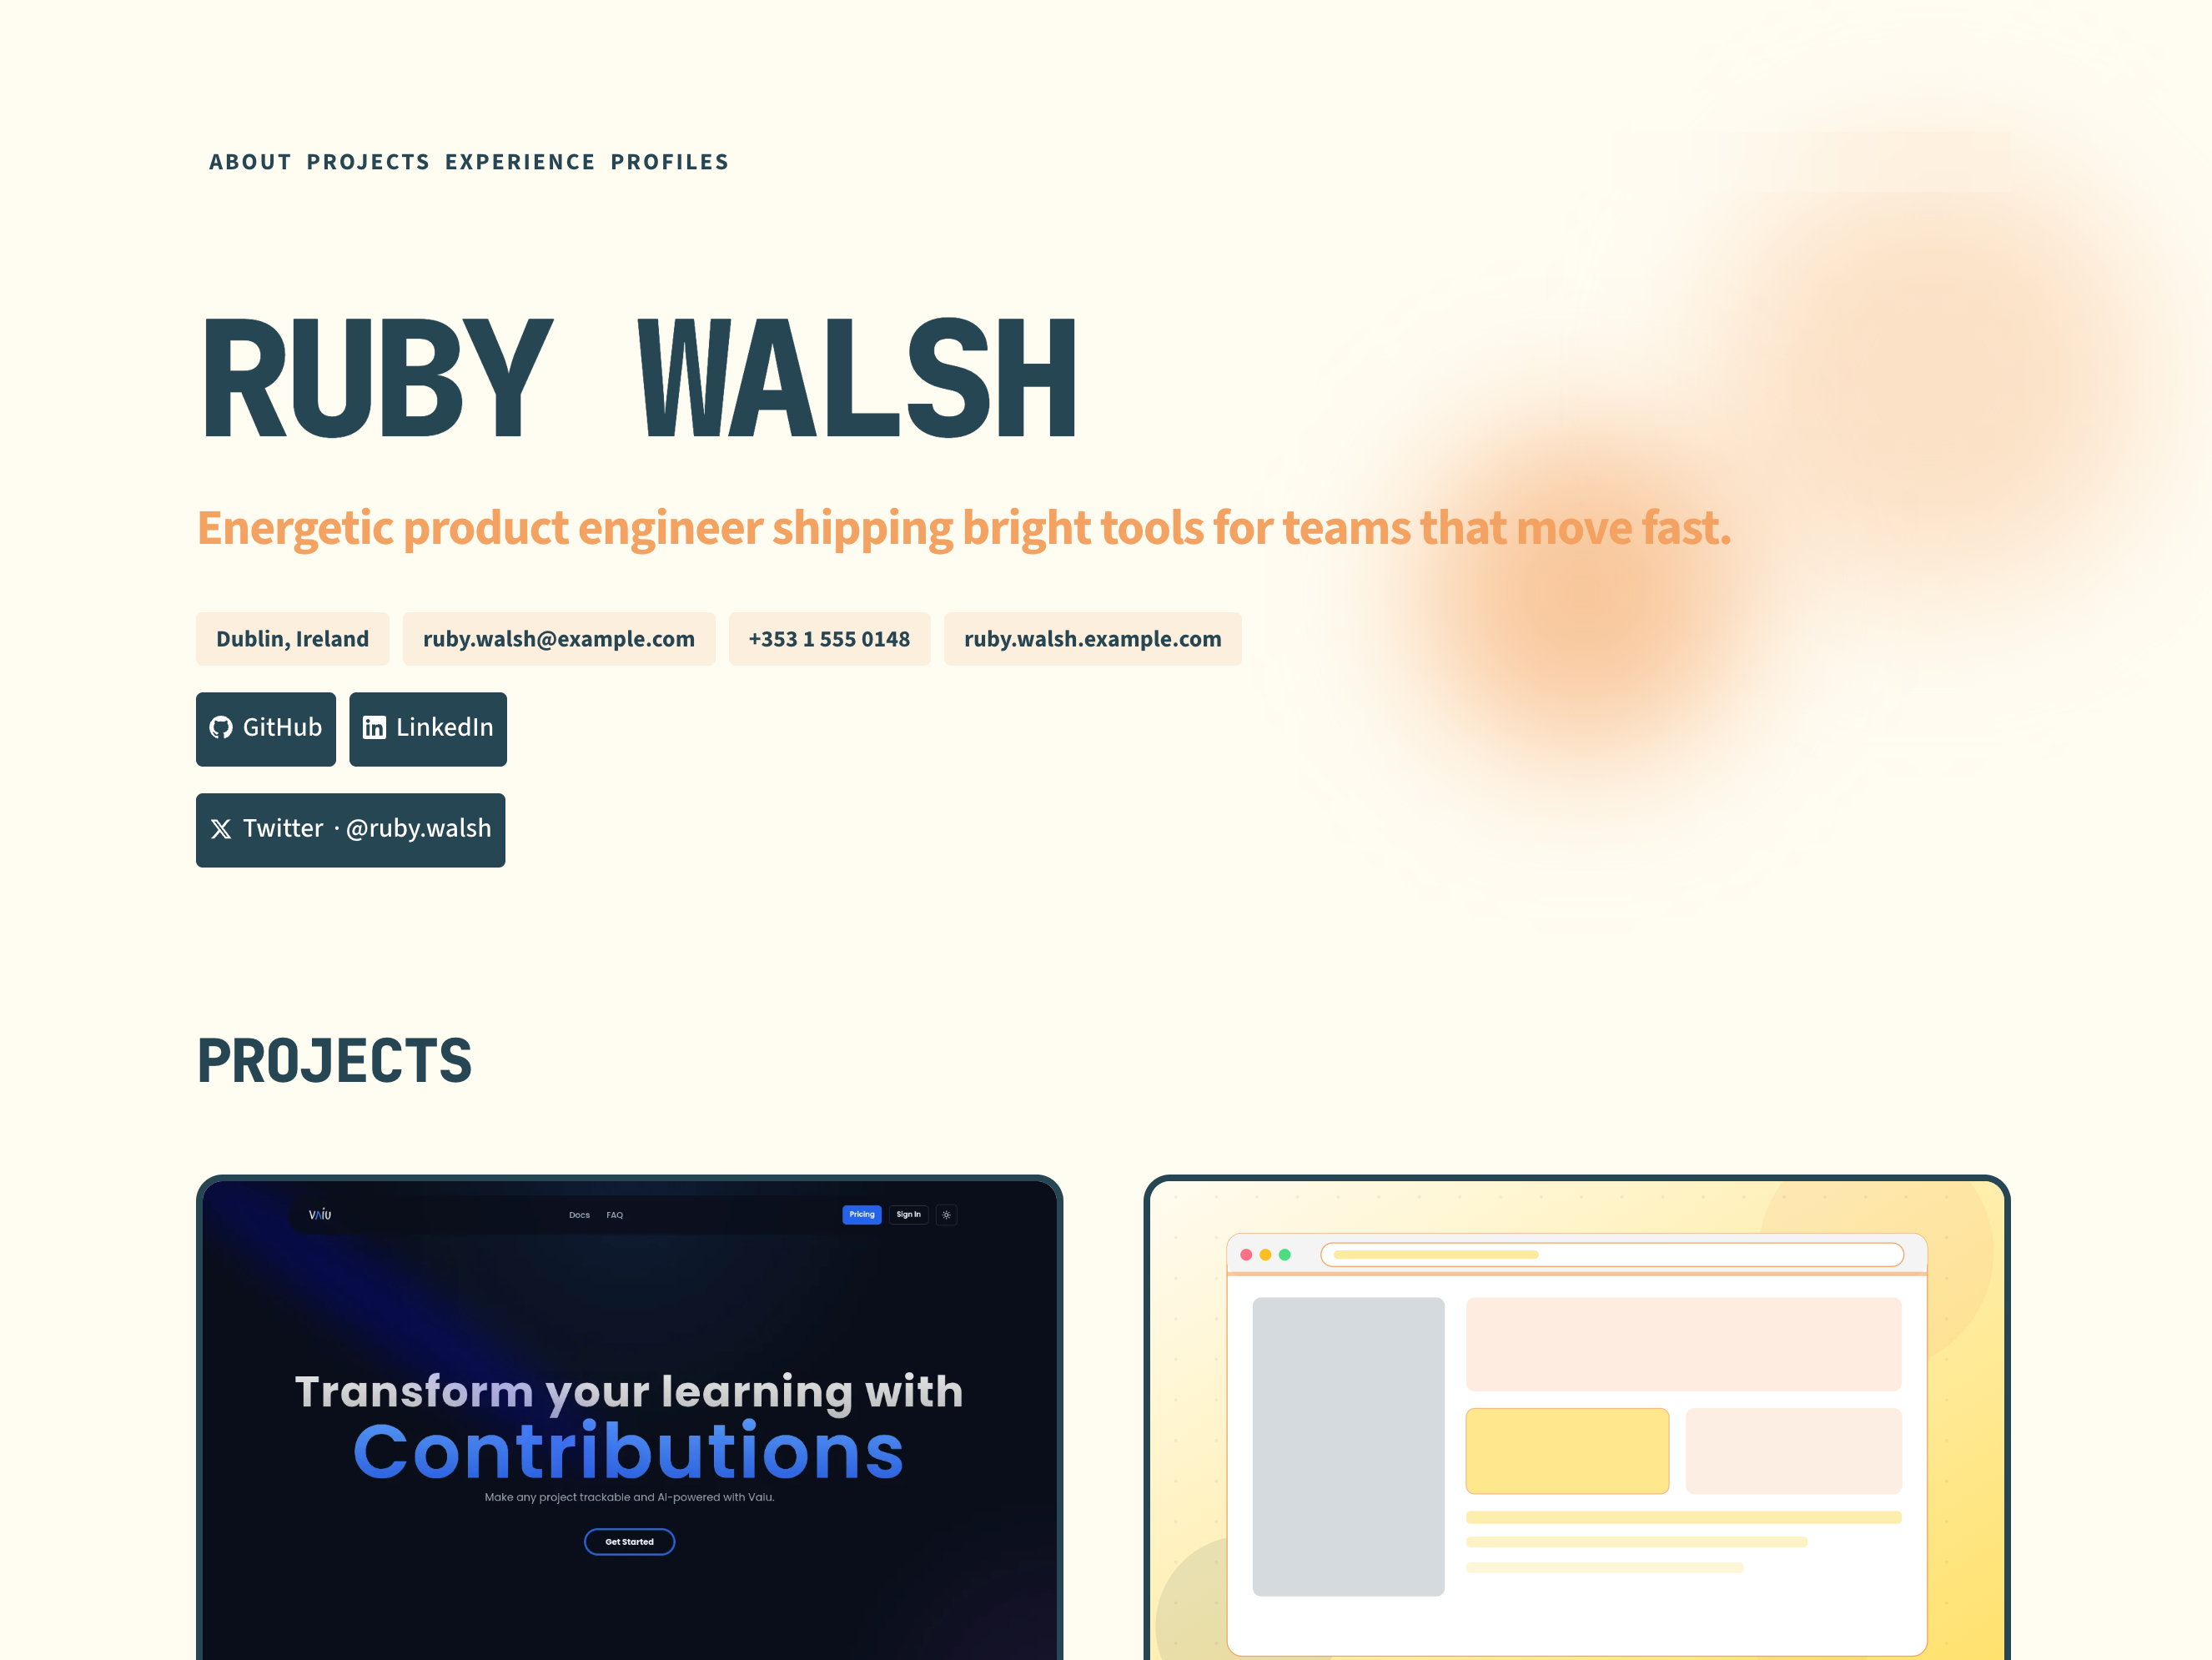 ABOUT PROJECTS EXPERIENCE PROFILES
RUBY WALSH
Energetic product engineer shipping bright tools for teams that move fast.
Dublin, Ireland ruby.walsh@example.com +353 1 555 0148 ruby.walsh.example.com
GitHub LinkedIn
Twitter · @ruby.walsh
PROJECTS
VAiU Docs FAQ Pricing Sign In
Transform your learning with
Contributions
Make any project trackable and AI-powered with Vaiu.
Get Started